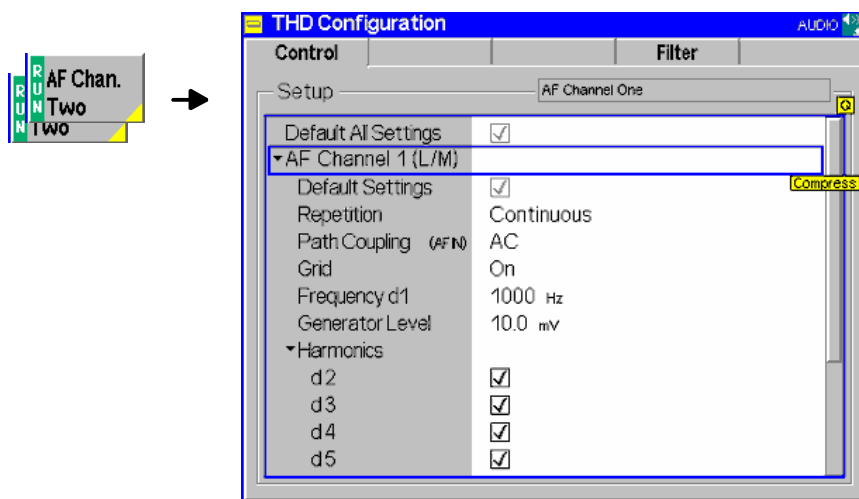 THD Configuration AUDIO
Control Filter
RUN AF Chan. Two
RUN Two
Setup AF Channel One
Default All Settings
AF Channel 1 (L/M)
Compress
Default Settings
Repetition Continuous
Path Coupling (AF IN) AC
Grid On
Frequency d1 1000 Hz
Generator Level 10.0 mV
Harmonics
d2
d3
d4
d5